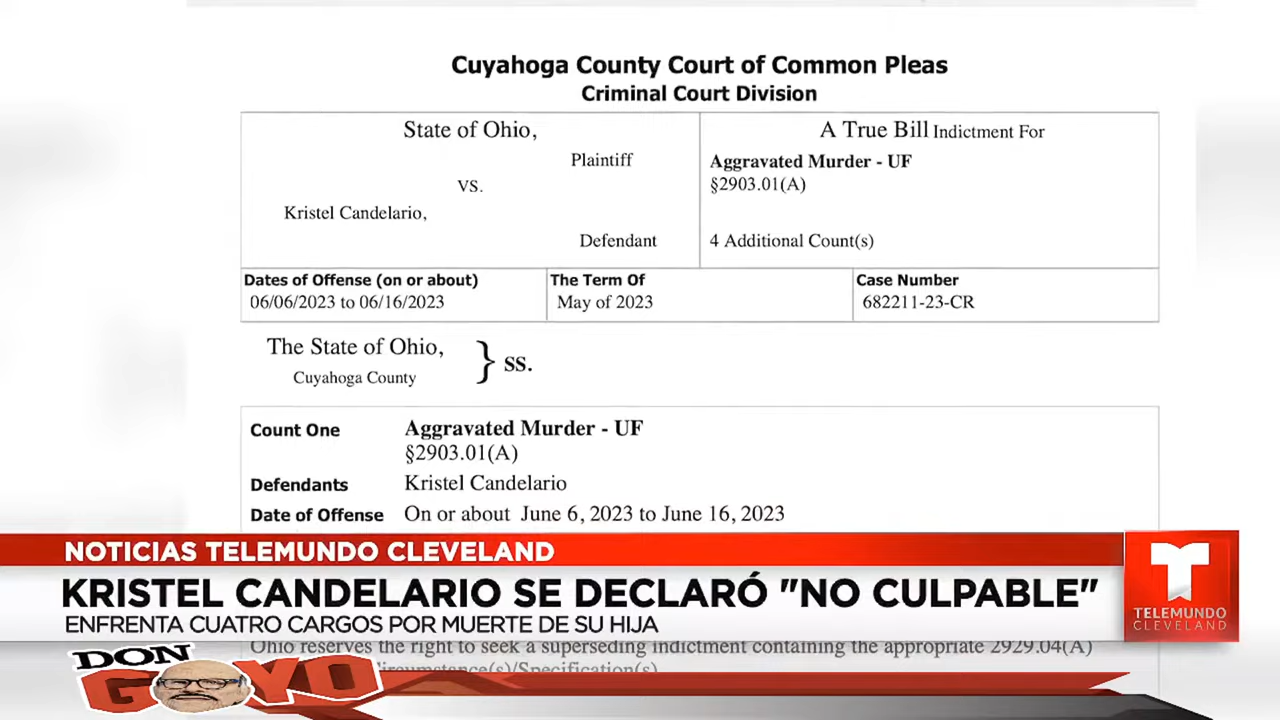 Cuyahoga County Court of Common Pleas
Criminal Court Division
State of Ohio,
Plaintiff
VS.
Kristel Candelario,
Defendant
A True Bill Indictment For
Aggravated Murder - UF
§2903.01(A)
4 Additional Count(s)
Dates of Offense (on or about)
06/06/2023 to 06/16/2023
The Term Of
May of 2023
Case Number
682211-23-CR
The State of Ohio,
Cuyahoga County
} SS.
Count One
Aggravated Murder - UF
§2903.01(A)
Defendants
Kristel Candelario
Date of Offense
On or about June 6, 2023 to June 16, 2023
NOTICIAS TELEMUNDO CLEVELAND
KRISTEL CANDELARIO SE DECLARÓ "NO CULPABLE"
ENFRENTA CUATRO CARGOS POR MUERTE DE SU HIJA
T
TELEMUNDO
CLEVELAND
Ohio reserves the right to seek a superseding indictment containing the appropriate 2929.04(A)
DON
GOYO